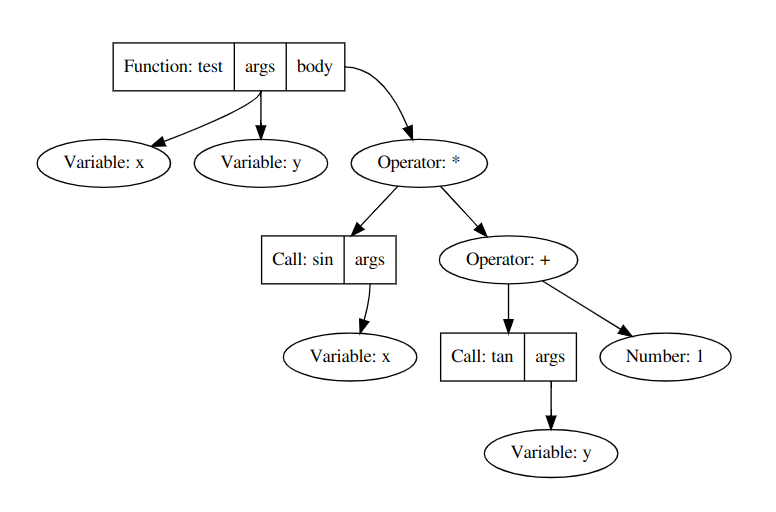 Function: test args body
Variable: x Variable: y Operator: *
Call: sin args Operator: +
Variable: x Call: tan args Number: 1
Variable: y